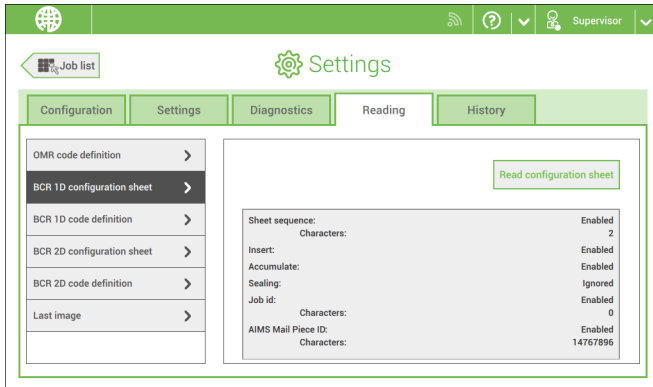 Supervisor
Job list
Settings
Configuration
Settings
Diagnostics
Reading
History
OMR code definition
BCR 1D configuration sheet
BCR 1D code definition
BCR 2D configuration sheet
BCR 2D code definition
Last image
Read configuration sheet
Sheet sequence: Enabled
Characters: 2
Insert: Enabled
Accumulate: Enabled
Sealing: Ignored
Job id: Enabled
Characters: 0
AIMS Mail Piece ID: Enabled
Characters: 14767896